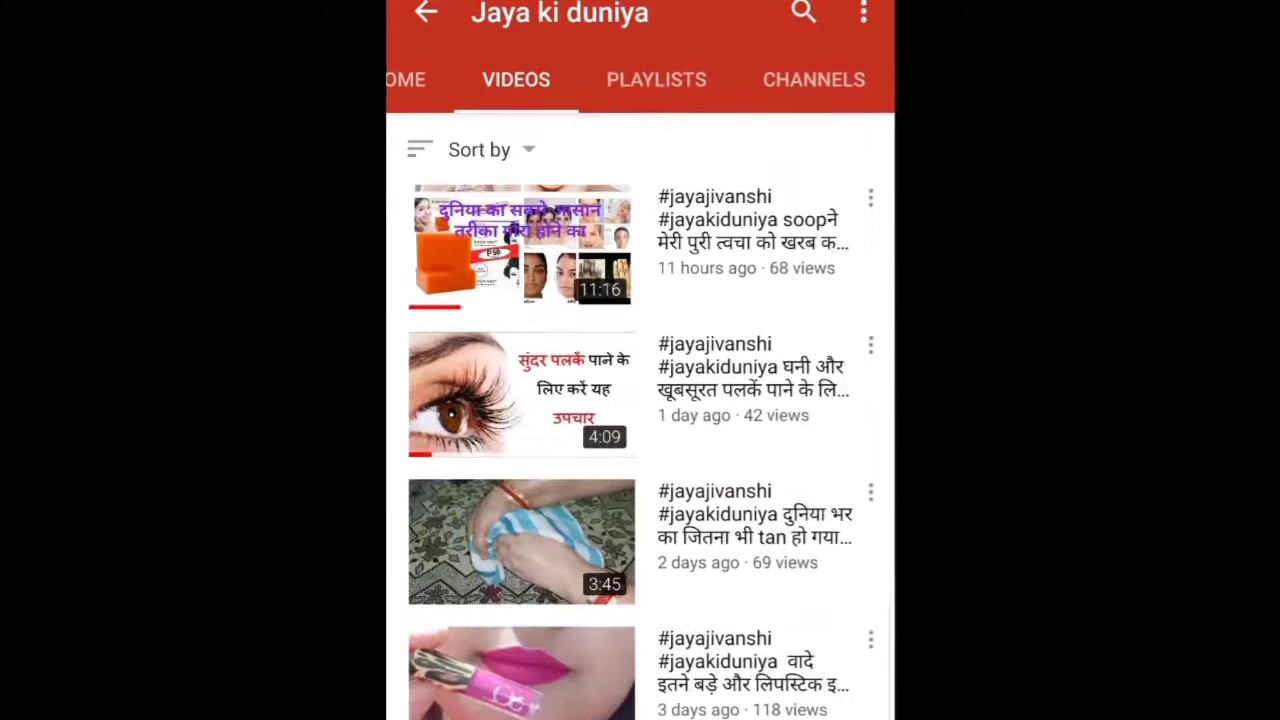 Jaya ki duniya
OME VIDEOS PLAYLISTS CHANNELS
Sort by
दुनिया का सबसे आसान
तरीका गोरा होने का
11:16
#jayajivanshi
#jayakiduniya soopने
मेरी पुरी त्वचा को खरब क...
11 hours ago · 68 views
सुंदर पलकें पाने के
लिए करें यह
उपचार
4:09
#jayajivanshi
#jayakiduniya घनी और
खूबसूरत पलकें पाने के लि...
1 day ago · 42 views
3:45
#jayajivanshi
#jayakiduniya दुनिया भर
का जितना भी tan हो गया...
2 days ago · 69 views
#jayajivanshi
#jayakiduniya वादे
इतने बड़े और लिपस्टिक इ...
3 days ago · 118 views